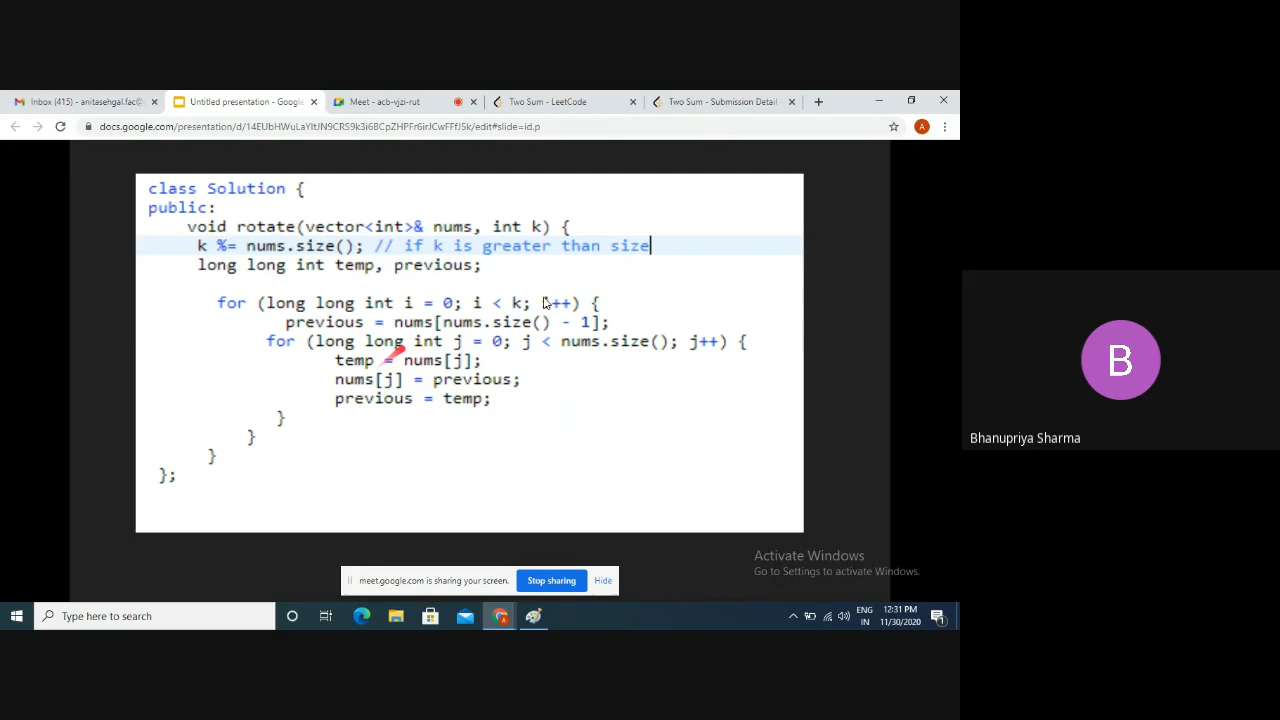 Inbox (415) - anitasehgal.fac@
Untitled presentation - Google
Meet - acb-vjzi-rut
Two Sum - LeetCode
Two Sum - Submission Detail
docs.google.com/presentation/d/14EUbHWuLaYltJN9CRS9k3i6BCpZHPFr6irJCwFFfJ5k/edit#slide=id.p
A
class Solution {
public:
void rotate(vector<int>& nums, int k) {
k %= nums.size(); // if k is greater than size
long long int temp, previous;
for (long long int i = 0; i < k; i++) {
previous = nums[nums.size() - 1];
for (long long int j = 0; j < nums.size(); j++) {
temp = nums[j];
nums[j] = previous;
previous = temp;
}
}
}
};
B
Bhanupriya Sharma
Activate Windows
Go to Settings to activate Windows.
meet.google.com is sharing your screen.
Stop sharing
Hide
Type here to search
ENG
IN
12:31 PM
11/30/2020
1